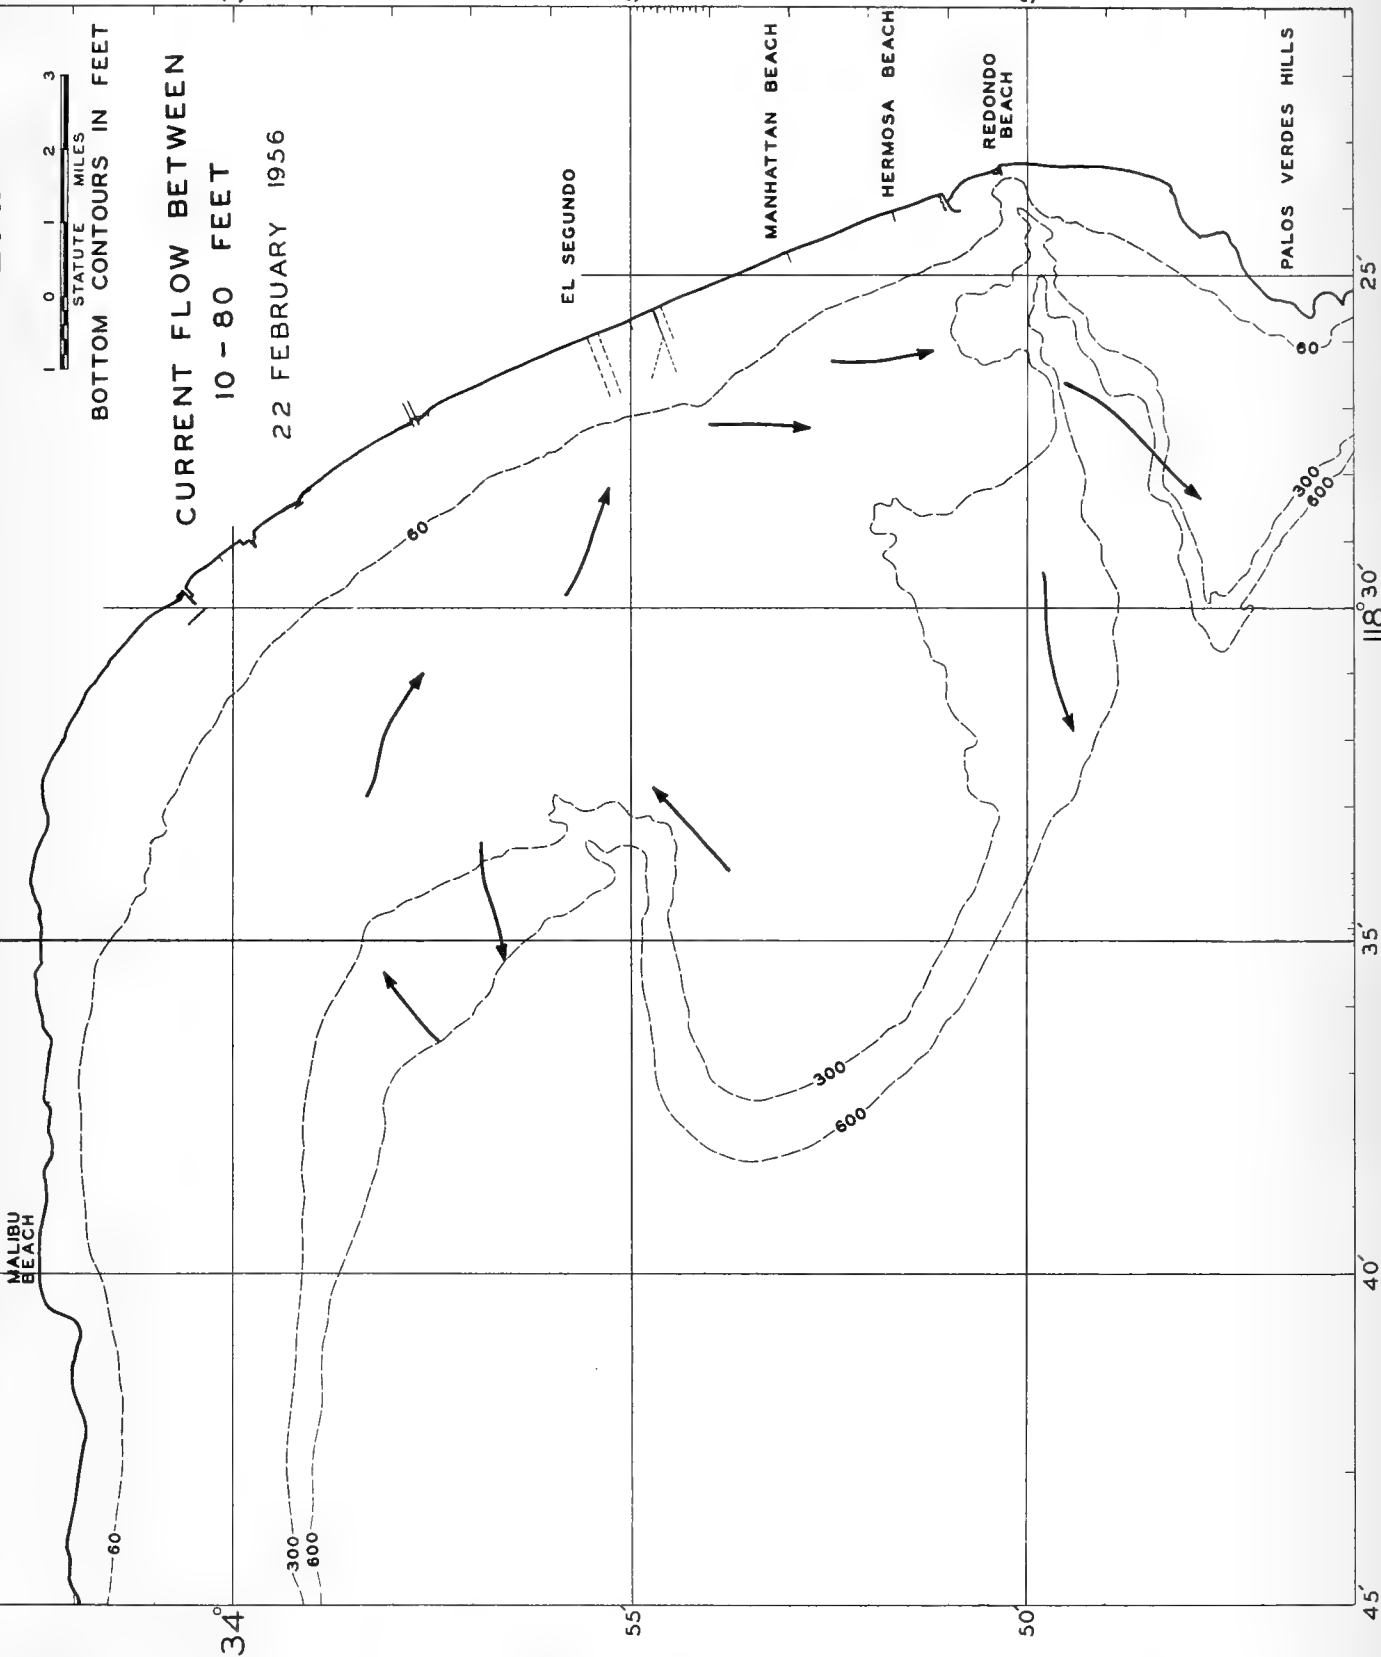 1 0 1 2 3
STATUTE MILES
BOTTOM CONTOURS IN FEET
CURRENT FLOW BETWEEN
10-80 FEET
22 FEBRUARY 1956
MALIBU
BEACH
EL SEGUNDO
MANHATTAN BEACH
HERMOSA BEACH
REDONDO
BEACH
PALOS VERDES HILLS
60
60
60
300
600
300
600
300
600
34°
55'
50'
25'
118°30'
35'
40'
45'